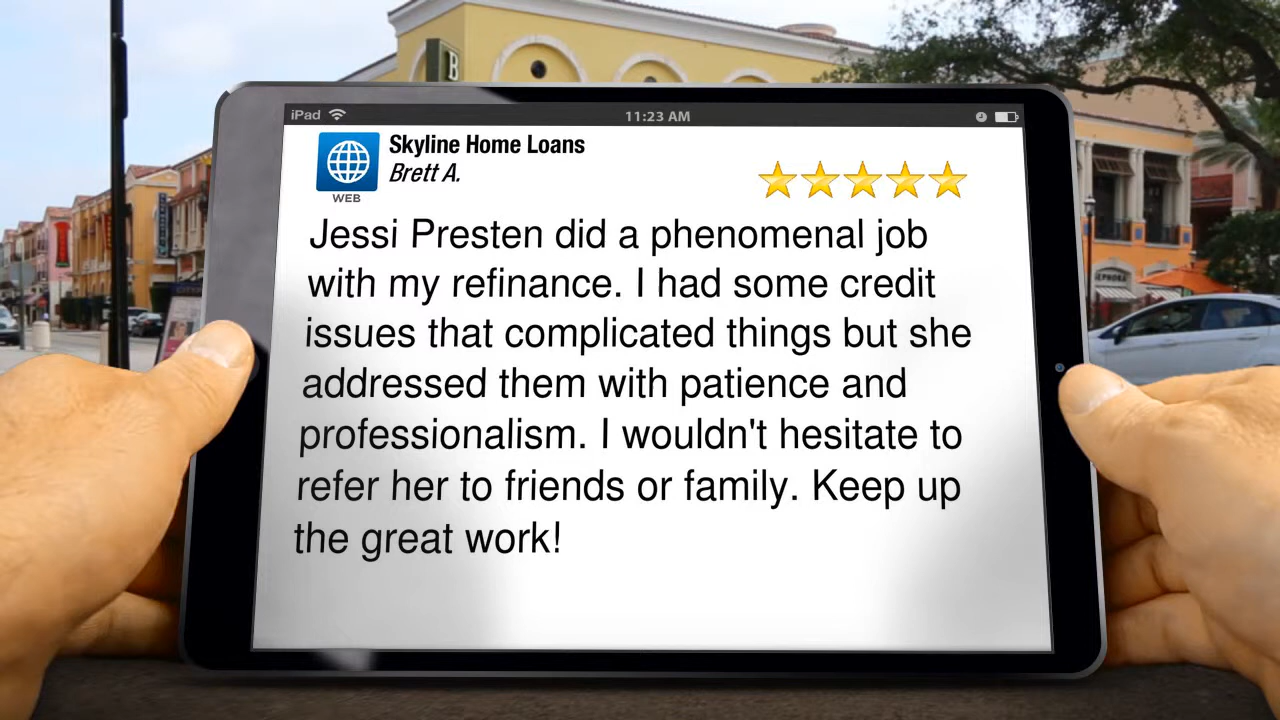 B
iPad
11:23 AM
Skyline Home Loans
Brett A.
WEB
Jessi Presten did a phenomenal job
with my refinance. I had some credit
issues that complicated things but she
addressed them with patience and
professionalism. I wouldn't hesitate to
refer her to friends or family. Keep up
the great work!
SEPHORA